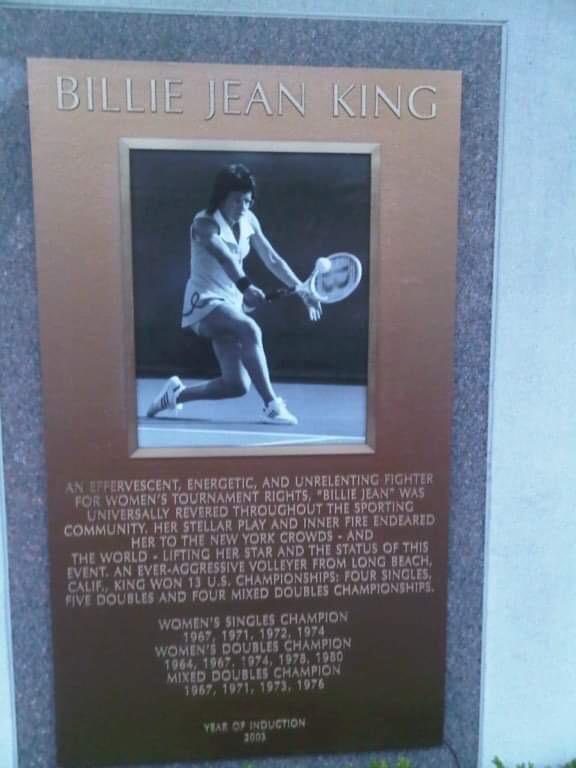 BILLIE JEAN KING
AN EFFERVESCENT, ENERGETIC, AND UNRELENTING FIGHTER
FOR WOMEN'S TOURNAMENT RIGHTS, "BILLIE JEAN" WAS
UNIVERSALLY REVERED THROUGHOUT THE SPORTING
COMMUNITY. HER STELLAR PLAY AND INNER FIRE ENDEARED
HER TO THE NEW YORK CROWDS - AND
THE WORLD - LIFTING HER STAR AND THE STATUS OF THIS
EVENT. AN EVER-AGGRESSIVE VOLLEYER FROM LONG BEACH,
CALIF., KING WON 13 U.S. CHAMPIONSHIPS: FOUR SINGLES,
FIVE DOUBLES AND FOUR MIXED DOUBLES CHAMPIONSHIPS.
WOMEN'S SINGLES CHAMPION
1967, 1971, 1972, 1974
WOMEN'S DOUBLES CHAMPION
1964, 1967, 1974, 1978, 1980
MIXED DOUBLES CHAMPION
1967, 1971, 1973, 1976
YEAR OF INDUCTION
2003